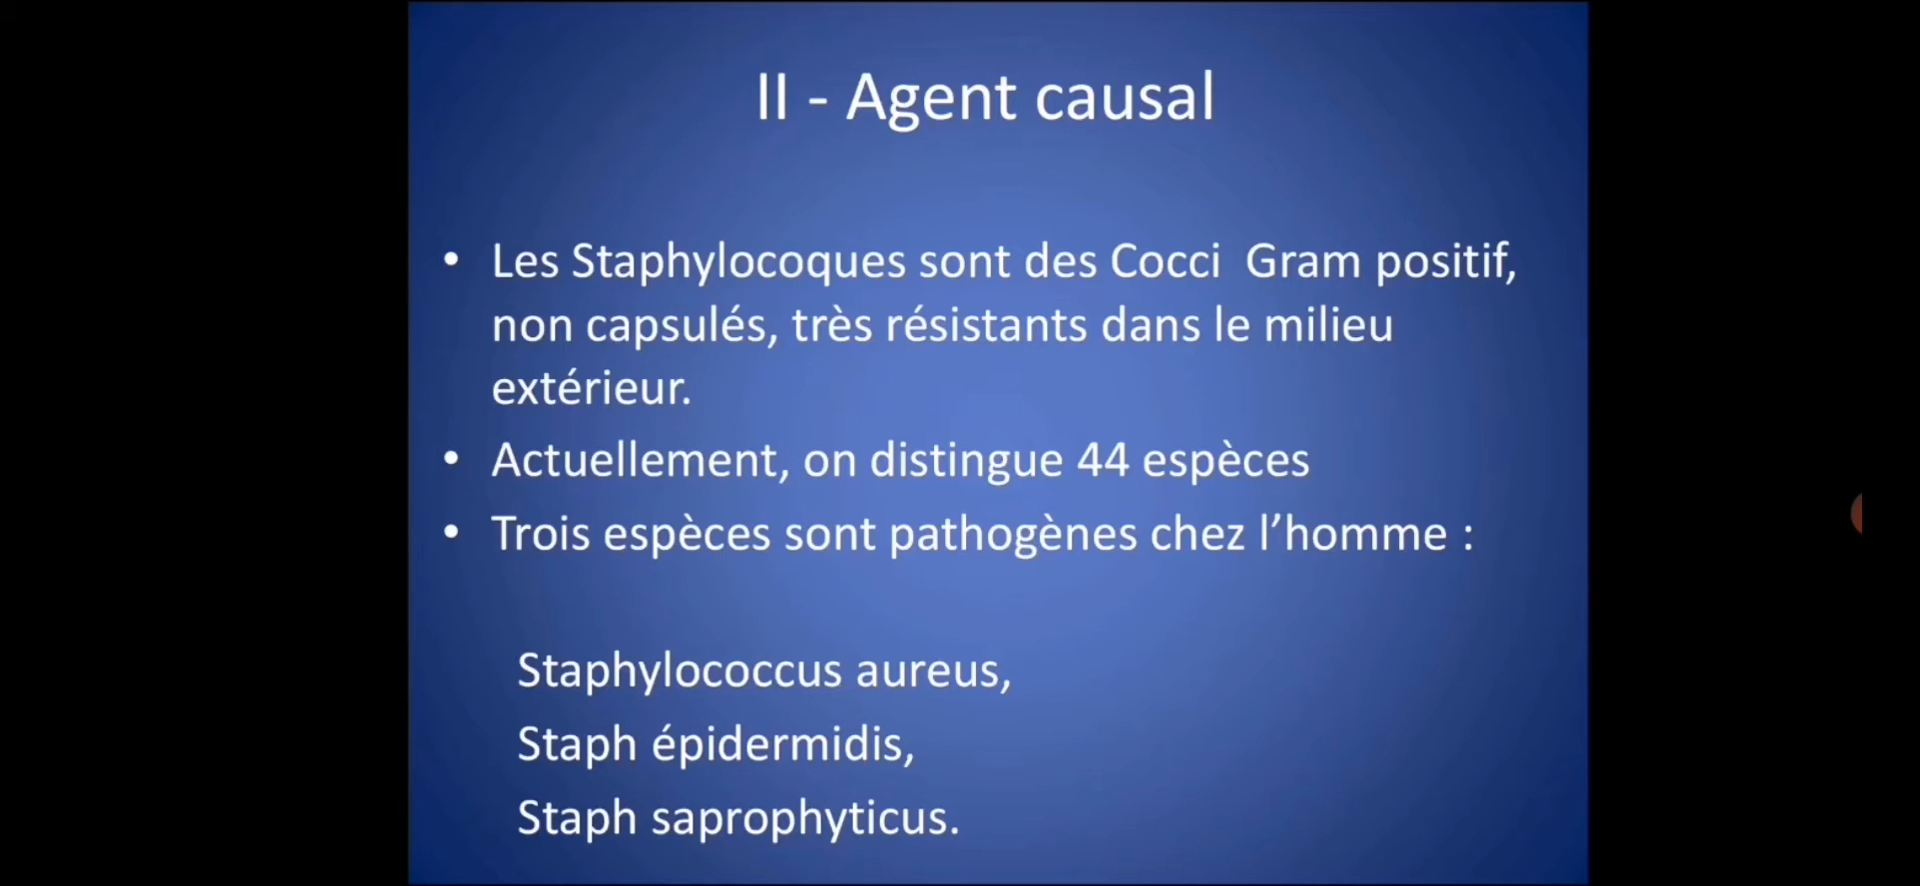 II - Agent causal
• Les Staphylocoques sont des Cocci  Gram positif,
non capsulés, très résistants dans le milieu
extérieur.
• Actuellement, on distingue 44 espèces
• Trois espèces sont pathogènes chez l’homme :
Staphylococcus aureus,
Staph épidermidis,
Staph saprophyticus.